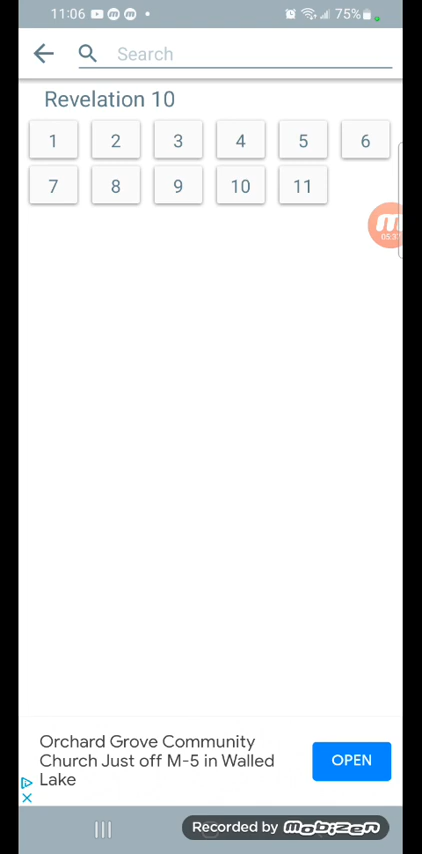 11:06 75%
Search
Revelation 10
1 2 3 4 5 6
7 8 9 10 11
Orchard Grove Community
Church Just off M-5 in Walled
Lake
OPEN
Recorded by mobizen